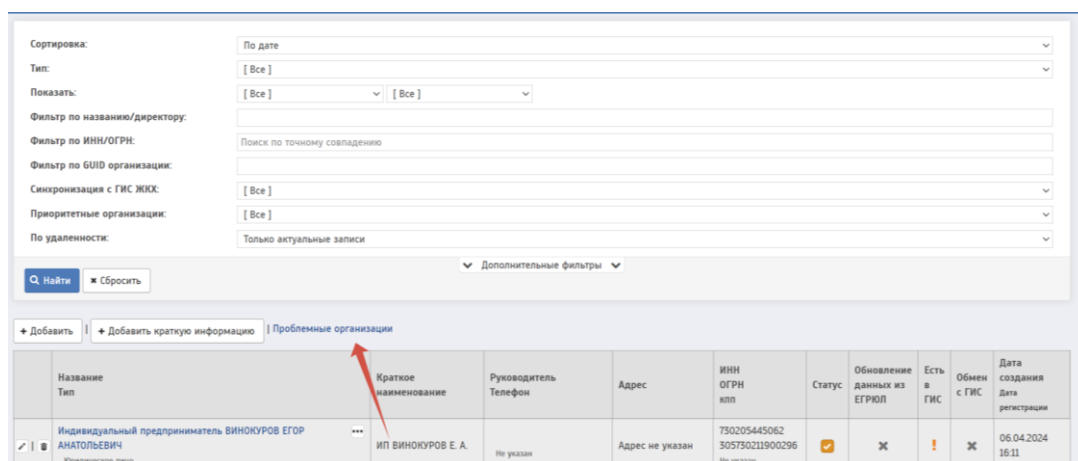 Сортировка: По дате
Тип: [ Все ]
Показать: [ Все ] [ Все ]
Фильтр по названию/директору:
Фильтр по ИНН/ОГРН: Поиск по точному совпадению
Фильтр по GUID организации:
Синхронизация с ГИС ЖКХ: [ Все ]
Приоритетные организации: [ Все ]
По удаленности: Только актуальные записи
Дополнительные фильтры
Найти Сбросить
+ Добавить | + Добавить краткую информацию | Проблемные организации
Название
Тип
Краткое
наименование
Руководитель
Телефон
Адрес
ИНН
ОГРН
КПП
Статус
Обновление
данных из
ЕГРЮЛ
Есть
в
ГИС
Обмен
с ГИС
Дата
создания
Дата
регистрации
Индивидуальный предприниматель ВИНОКУРОВ ЕГОР
АНАТОЛЬЕВИЧ
Юридическое лицо
ИП ВИНОКУРОВ Е. А.
Не указан
Адрес не указан
730205445062
305730211900296
Не указан
06.04.2024
16:11